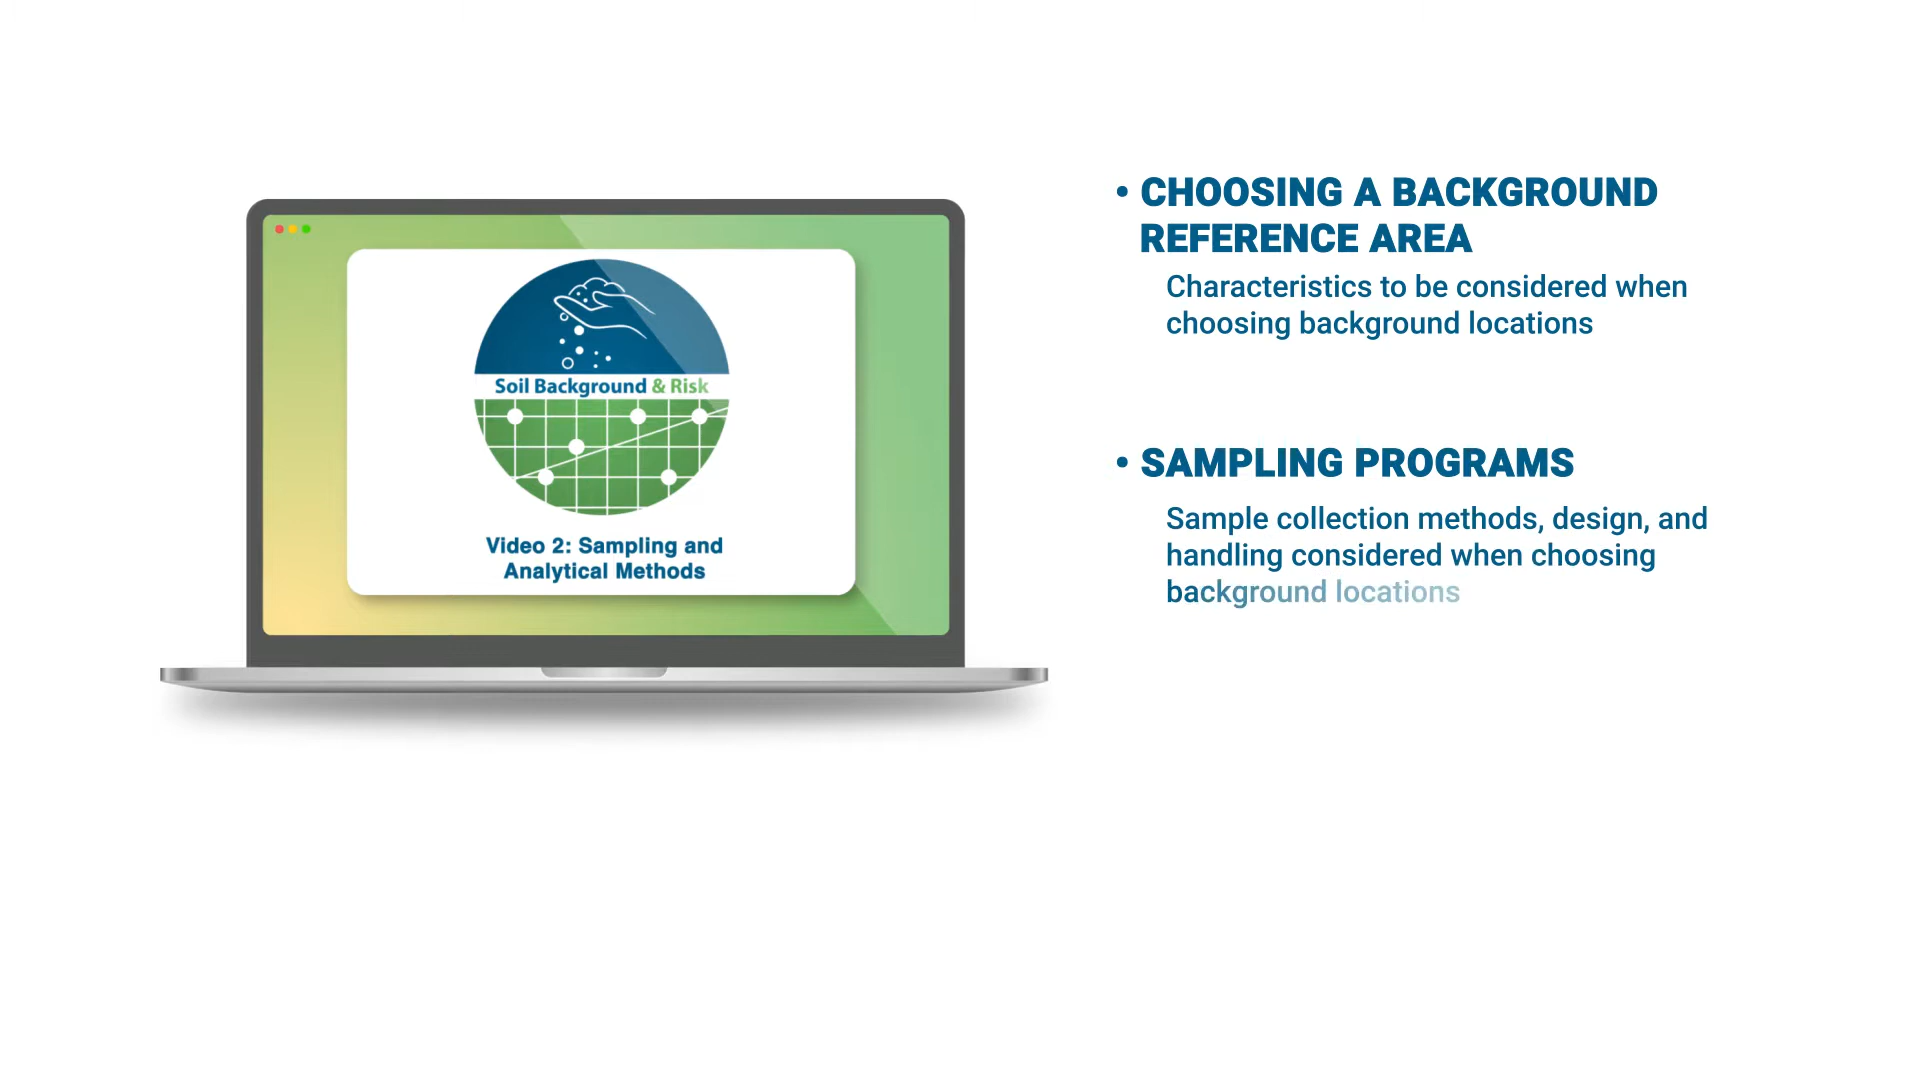 Soil Background & Risk
Video 2: Sampling and
Analytical Methods
• CHOOSING A BACKGROUND
REFERENCE AREA
Characteristics to be considered when
choosing background locations
• SAMPLING PROGRAMS
Sample collection methods, design, and
handling considered when choosing
background locations